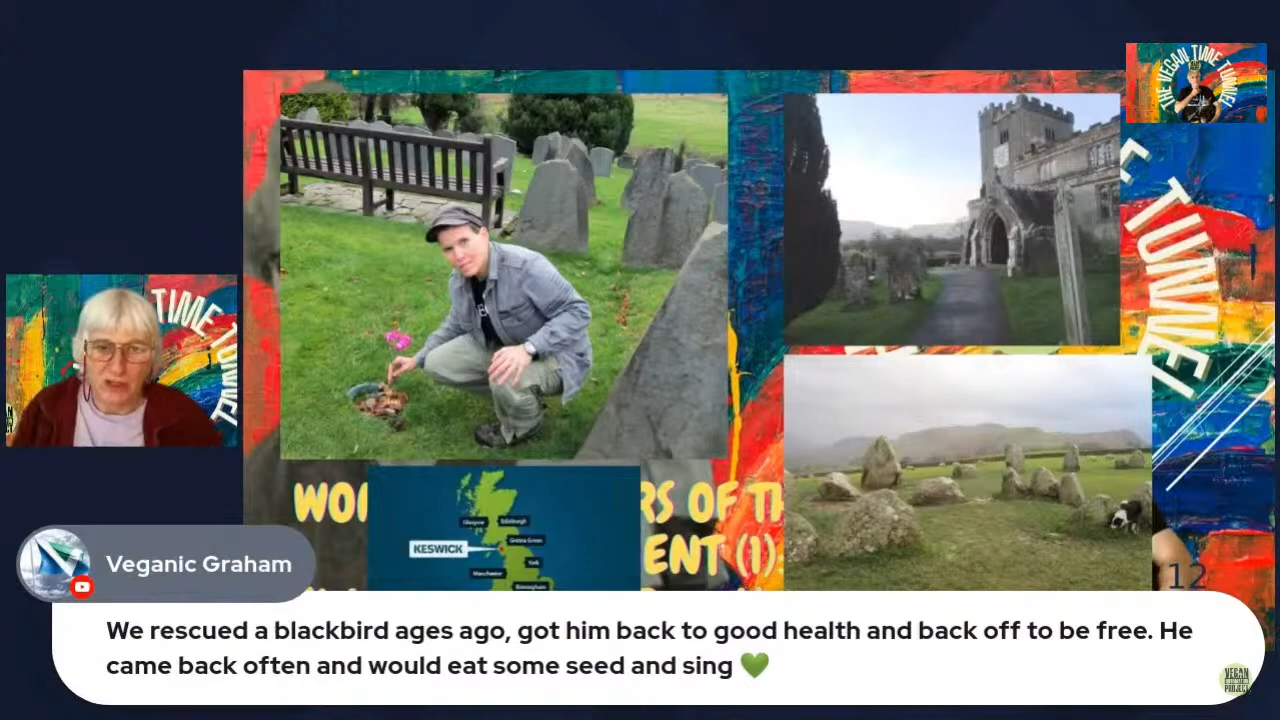 THE VEGAN TIME TUNNEL
TIME TUNNEL
E TUNNEL
WO
RS OF TH
ENT (1)
Glasgow
Edinburgh
Gretna Green
KESWICK
York
Manchester
Birmingham
12
Veganic Graham
We rescued a blackbird ages ago, got him back to good health and back off to be free. He
came back often and would eat some seed and sing 💚
VEGAN
PROJECT